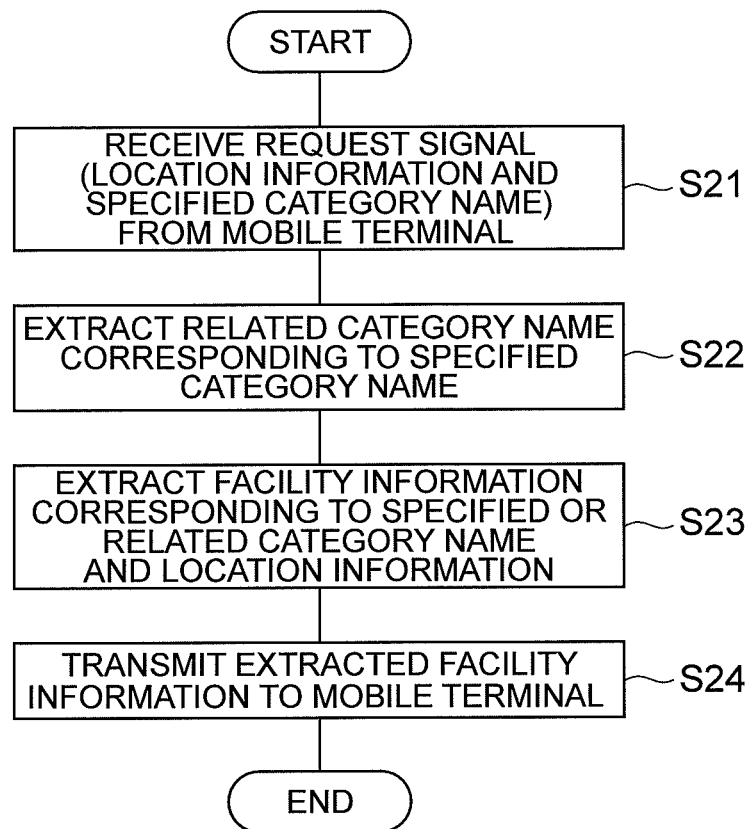 START
RECEIVE REQUEST SIGNAL
(LOCATION INFORMATION AND
SPECIFIED CATEGORY NAME)
FROM MOBILE TERMINAL
S21
EXTRACT RELATED CATEGORY NAME
CORRESPONDING TO SPECIFIED
CATEGORY NAME
S22
EXTRACT FACILITY INFORMATION
CORRESPONDING TO SPECIFIED OR
RELATED CATEGORY NAME
AND LOCATION INFORMATION
S23
TRANSMIT EXTRACTED FACILITY
INFORMATION TO MOBILE TERMINAL
S24
END